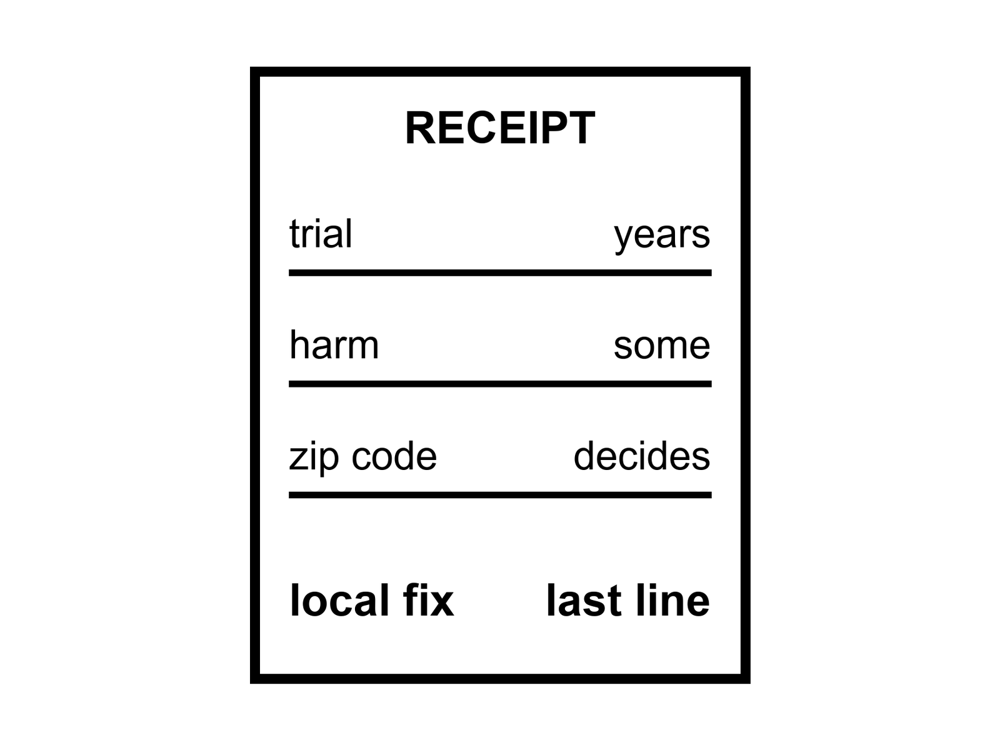 RECEIPT
trial years
harm some
zip code decides
local fix last line